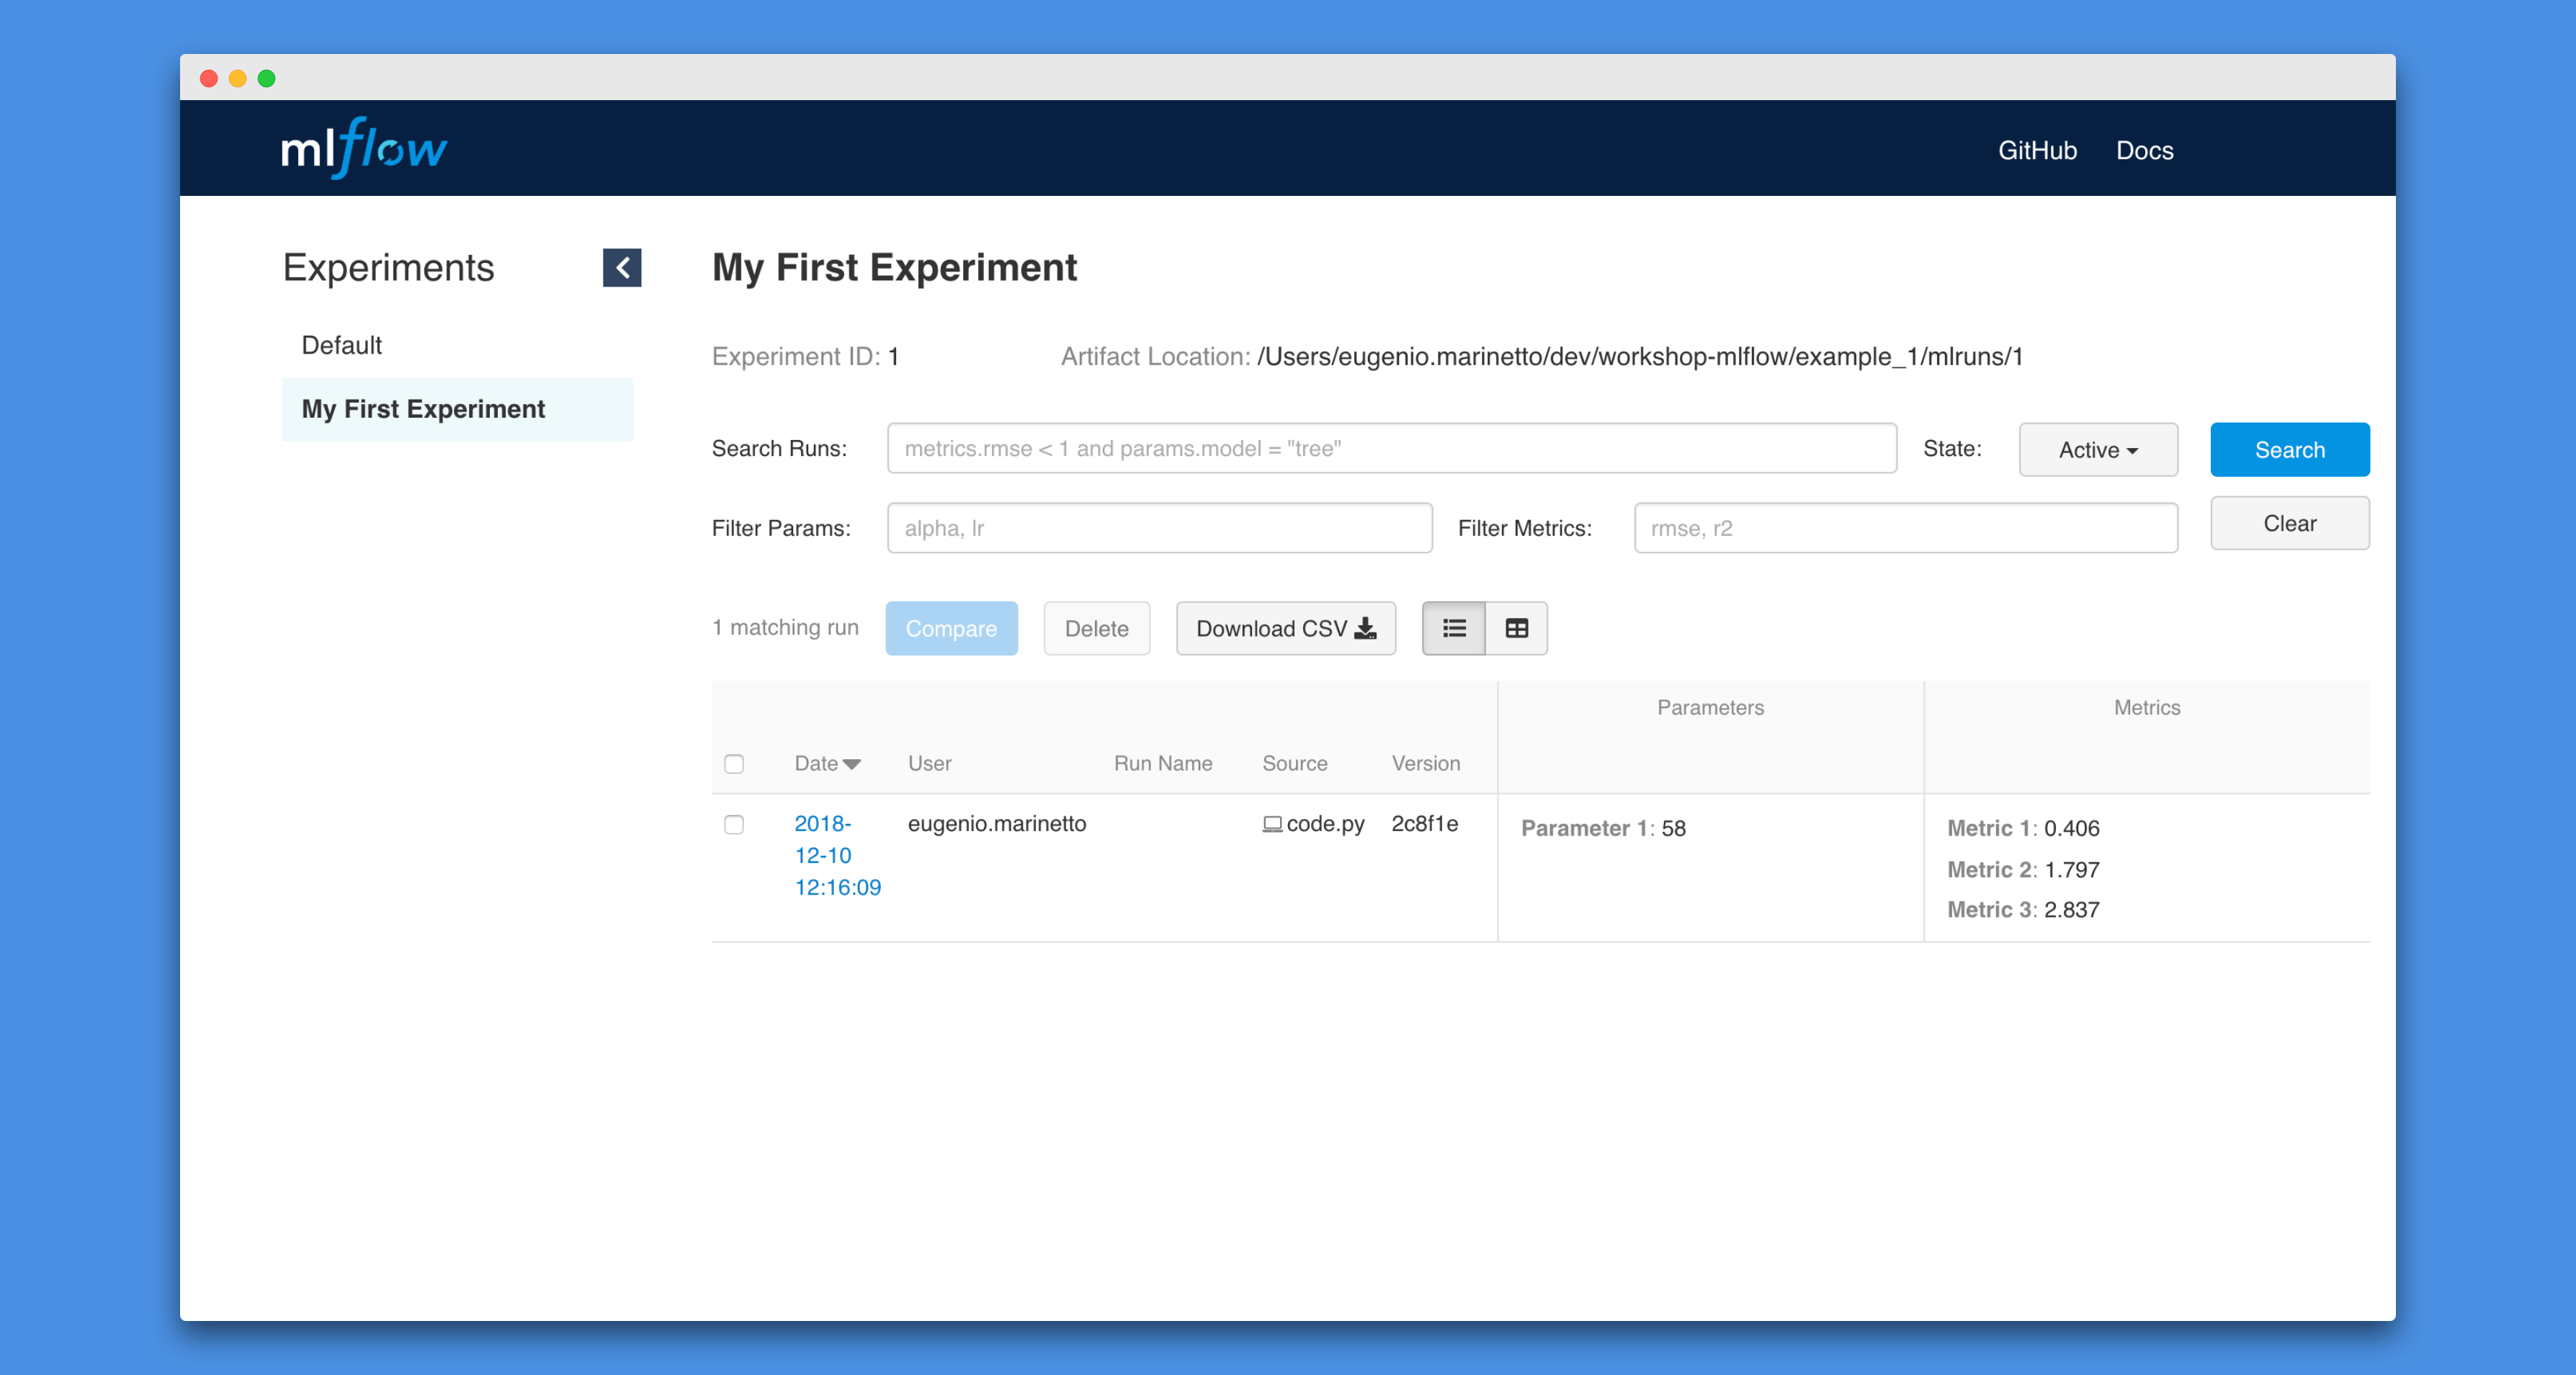 mlflow
GitHub Docs
Experiments
Default
My First Experiment
My First Experiment
Experiment ID: 1 Artifact Location: /Users/eugenio.marinetto/dev/workshop-mlflow/example_1/mlruns/1
Search Runs: metrics.rmse < 1 and params.model = "tree" State: Active Search
Filter Params: alpha, lr Filter Metrics: rmse, r2 Clear
1 matching run Compare Delete Download CSV
Parameters Metrics
Date User Run Name Source Version
2018-12-10 12:16:09 eugenio.marinetto code.py 2c8f1e Parameter 1: 58 Metric 1: 0.406
Metric 2: 1.797
Metric 3: 2.837